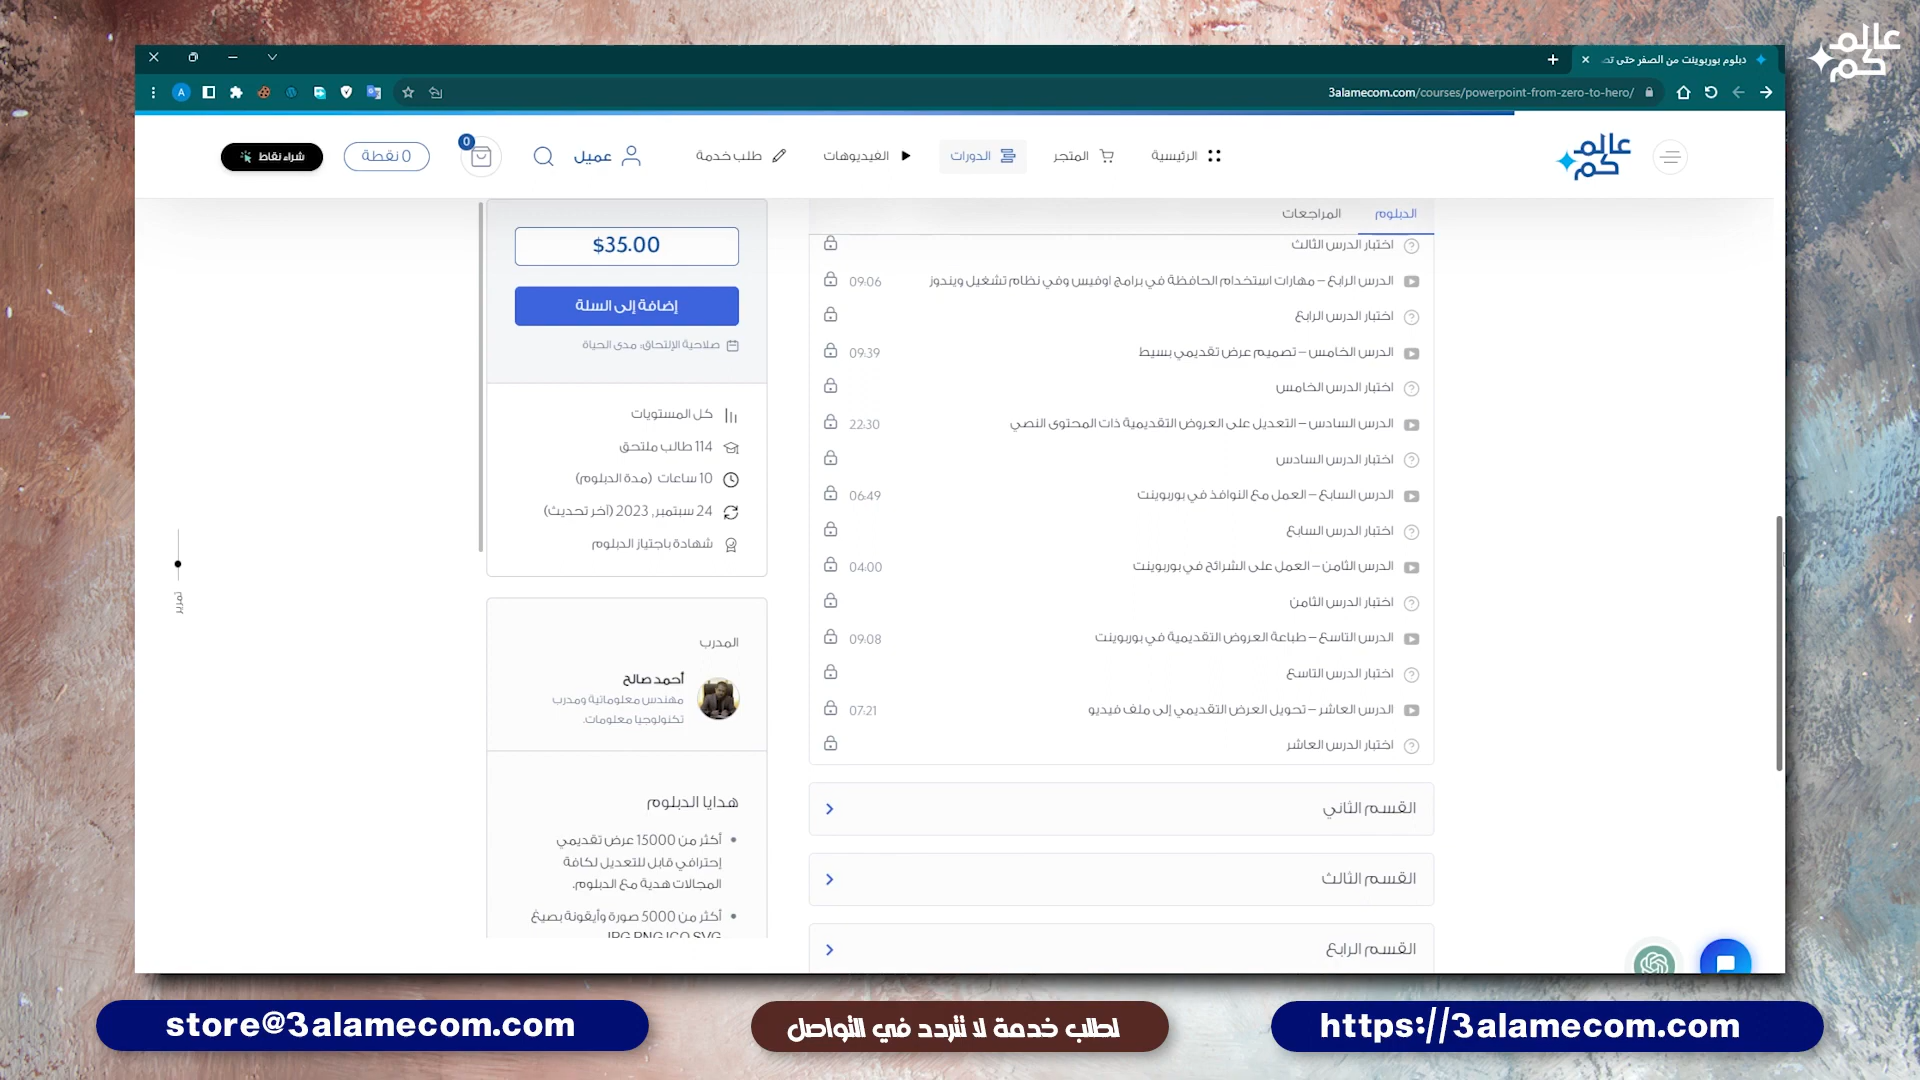 عالم
كم
دبلوم بوربوينت من الصفر حتى تص
3alamecom.com/courses/powerpoint-from-zero-to-hero/
A
عالم
كم
الرئيسية
المتجر
الدورات
الفيديوهات
طلب خدمة
عميل
0
0 نقطة
شراء نقاط
الدبلوم
المراجعات
اختبار الدرس الثالث
الدرس الرابع – مهارات استخدام الحافظة في برامج اوفيس وفي نظام تشغيل ويندوز 09:06
اختبار الدرس الرابع
الدرس الخامس – تصميم عرض تقديمي بسيط 09:39
اختبار الدرس الخامس
الدرس السادس – التعديل على العروض التقديمية ذات المحتوى النصي 22:30
اختبار الدرس السادس
الدرس السابع – العمل مع النوافذ في بوربوينت 06:49
اختبار الدرس السابع
الدرس الثامن – العمل على الشرائح في بوربوينت 04:00
اختبار الدرس الثامن
الدرس التاسع – طباعة العروض التقديمية في بوربوينت 09:08
اختبار الدرس التاسع
الدرس العاشر – تحويل العرض التقديمي إلى ملف فيديو 07:21
اختبار الدرس العاشر
القسم الثاني
القسم الثالث
القسم الرابع
$35.00
إضافة إلى السلة
صلاحية الإلتحاق: مدى الحياة
كل المستويات
114 طالب ملتحق
10 ساعات (مدة الدبلوم)
24 سبتمبر, 2023 (آخر تحديث)
شهادة باجتياز الدبلوم
المدرب
أحمد صالح
مهندس معلوماتية ومدرب
تكنولوجيا معلومات.
هدايا الدبلوم
أكثر من 15000 عرض تقديمي
إحترافي قابل للتعديل لكافة
المجالات هدية مع الدبلوم.
أكثر من 5000 صورة وأيقونة بصيغ
JPG PNG ICO SVG
تمرير
https://3alamecom.com
لطلب خدمة لا تتردد في التواصل
store@3alamecom.com